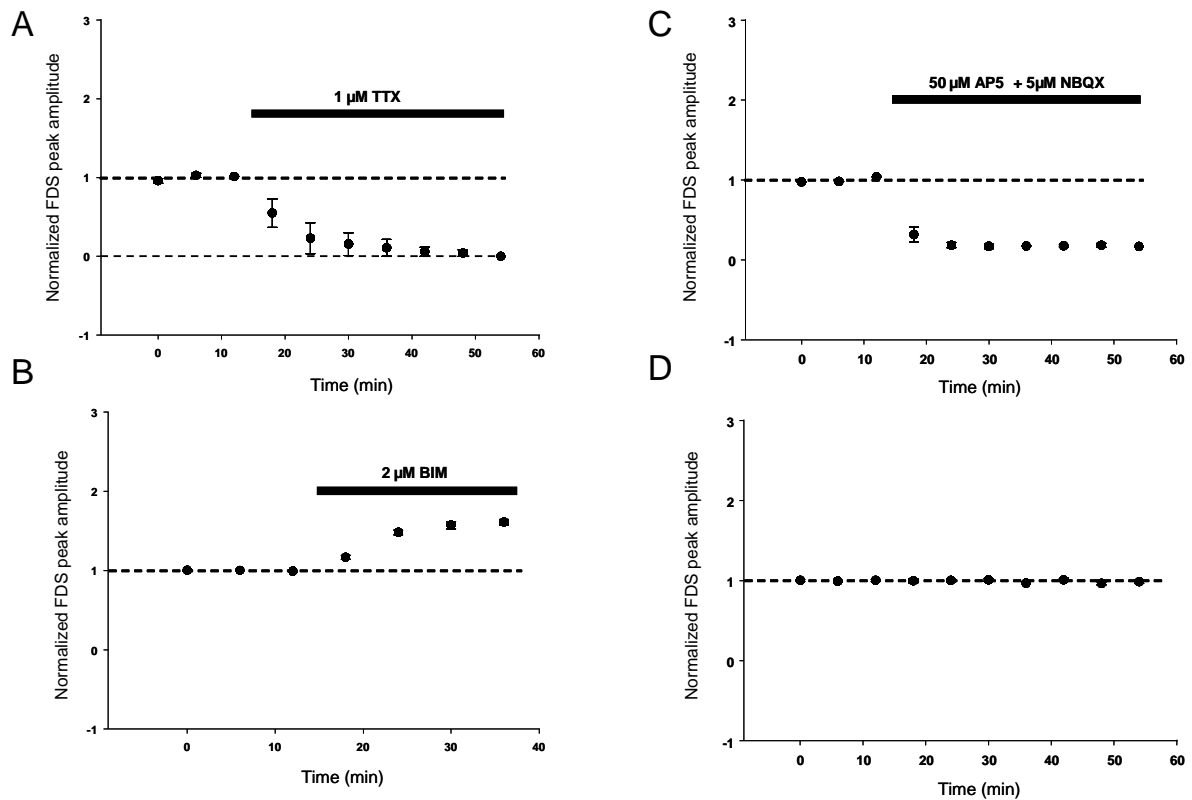 A
Normalized FDS peak amplitude
3
2
1
0
-1
1 µM TTX
0 10 20 30 40 50 60
Time (min)
B
Normalized FDS peak amplitude
3
2
1
0
-1
2 µM BIM
0 10 20 30 40
Time (min)
C
Normalized FDS peak amplitude
3
2
1
0
-1
50 µM AP5 + 5µM NBQX
0 10 20 30 40 50 60
Time (min)
D
Normalized FDS peak amplitude
3
2
1
0
-1
0 10 20 30 40 50 60
Time (min)